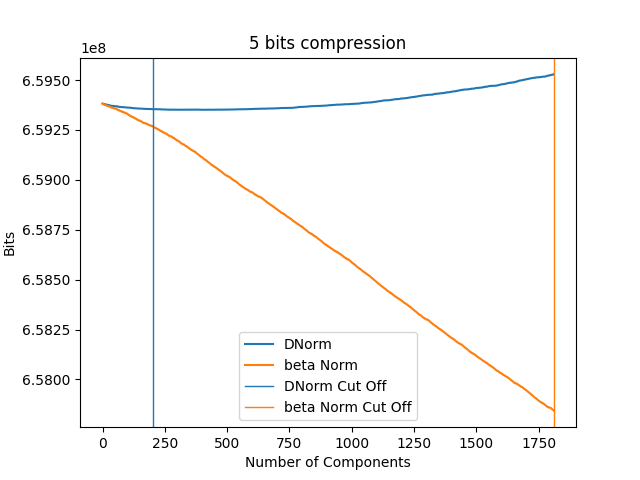 5 bits compression
1e8
6.5950
6.5925
6.5900
6.5875
6.5850
6.5825
6.5800
Bits
DNorm
beta Norm
DNorm Cut Off
beta Norm Cut Off
0 250 500 750 1000 1250 1500 1750
Number of Components